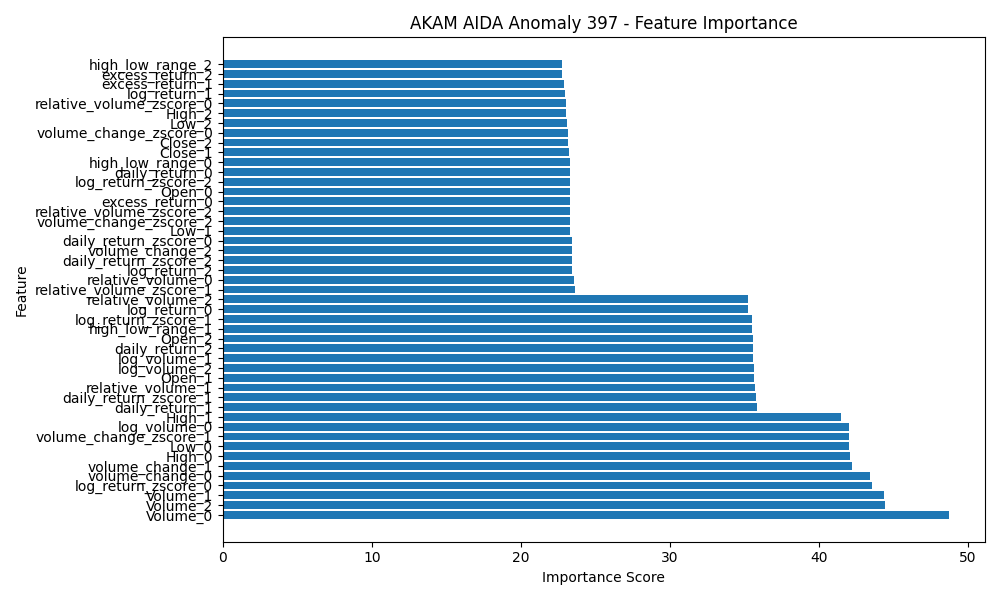 AKAM AIDA Anomaly 397 - Feature Importance
high_low_range_2
excess_return_2
excess_return_1
log_return_1
relative_volume_zscore_0
High_2
Low_2
volume_change_zscore_0
Close_2
Close_1
high_low_range_0
daily_return_0
log_return_zscore_2
Open_0
excess_return_0
relative_volume_zscore_2
volume_change_zscore_2
Low_1
daily_return_zscore_0
volume_change_2
daily_return_zscore_2
log_return_2
relative_volume_0
relative_volume_zscore_1
relative_volume_2
log_return_0
log_return_zscore_1
high_low_range_1
Open_2
daily_return_2
log_volume_1
log_volume_2
Open_1
relative_volume_1
daily_return_zscore_1
daily_return_1
High_1
log_volume_0
volume_change_zscore_1
Low_0
High_0
volume_change_1
volume_change_0
log_return_zscore_0
Volume_1
Volume_2
Volume_0
Feature
0 10 20 30 40 50
Importance Score